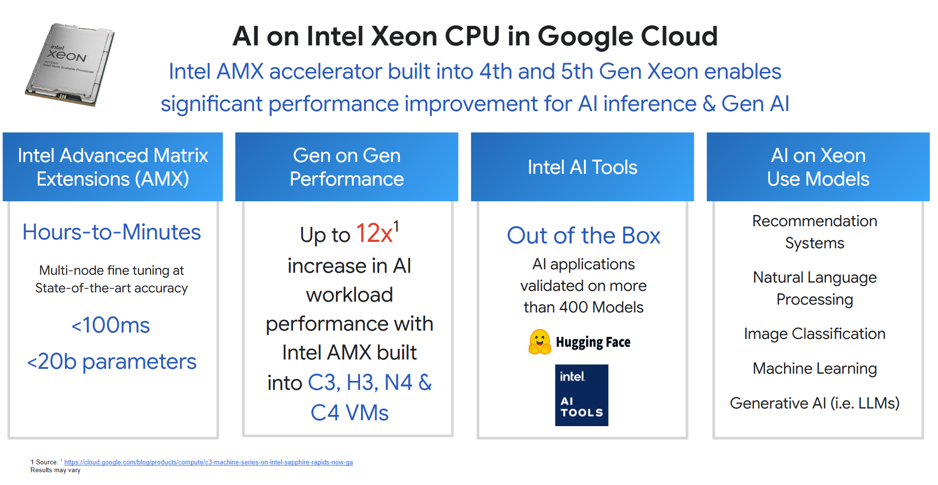 intel
XEON
AI on Intel Xeon CPU in Google Cloud
Intel AMX accelerator built into 4th and 5th Gen Xeon enables
significant performance improvement for AI inference & Gen AI
Intel Advanced Matrix
Extensions (AMX)
Hours-to-Minutes
Multi-node fine tuning at
State-of-the-art accuracy
<100ms
<20b parameters
Gen on Gen
Performance
Up to 12x¹
increase in AI
workload
performance with
Intel AMX built
into C3, H3, N4 &
C4 VMs
Intel AI Tools
Out of the Box
AI applications
validated on more
than 400 Models
Hugging Face
intel.
AI
TOOLS
AI on Xeon
Use Models
Recommendation
Systems
Natural Language
Processing
Image Classification
Machine Learning
Generative AI (i.e. LLMs)
1 Source: ¹ https://cloud.google.com/blog/products/compute/c3-machine-series-on-intel-sapphire-rapids-now-ga
Results may vary